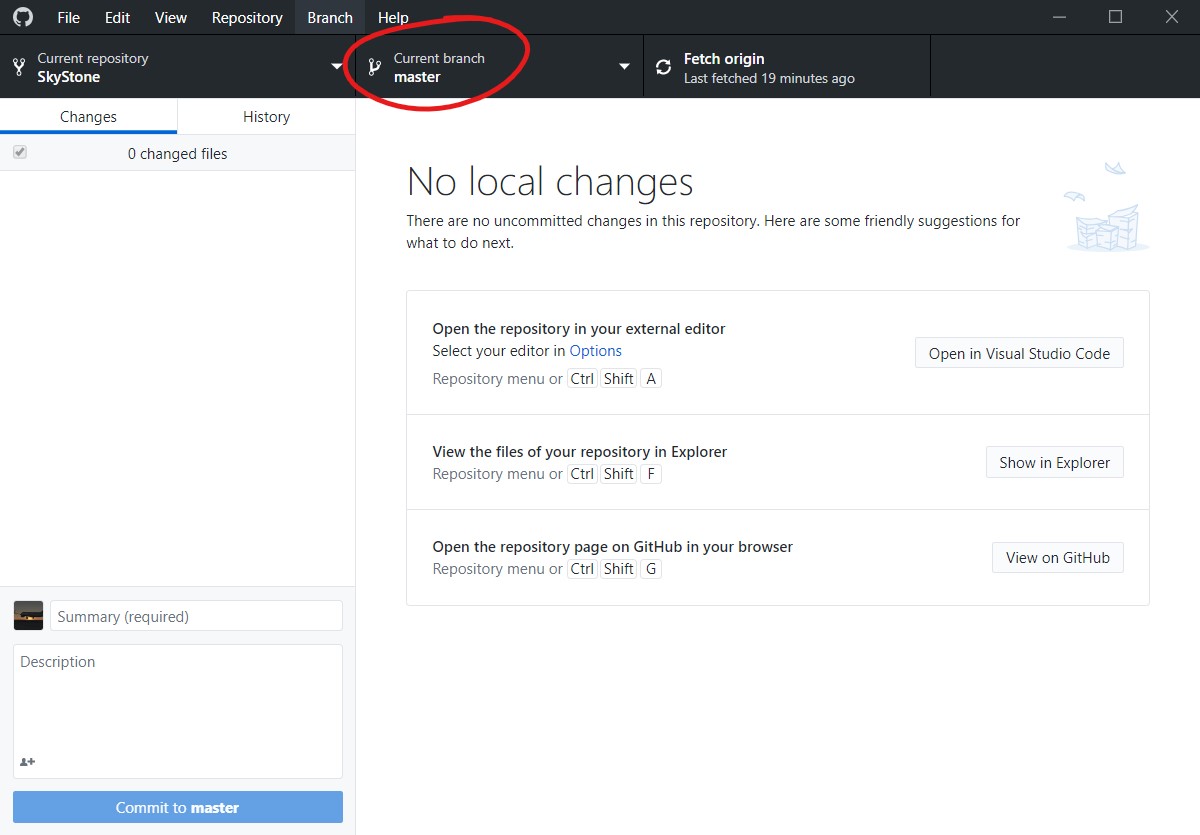 File Edit View Repository Branch Help
Current repository
SkyStone
Current branch
master
Fetch origin
Last fetched 19 minutes ago
Changes
History
0 changed files
No local changes
There are no uncommitted changes in this repository. Here are some friendly suggestions for
what to do next.
Open the repository in your external editor
Select your editor in Options
Repository menu or Ctrl Shift A
Open in Visual Studio Code
View the files of your repository in Explorer
Repository menu or Ctrl Shift F
Show in Explorer
Open the repository page on GitHub in your browser
Repository menu or Ctrl Shift G
View on GitHub
Summary (required)
Description
Commit to master